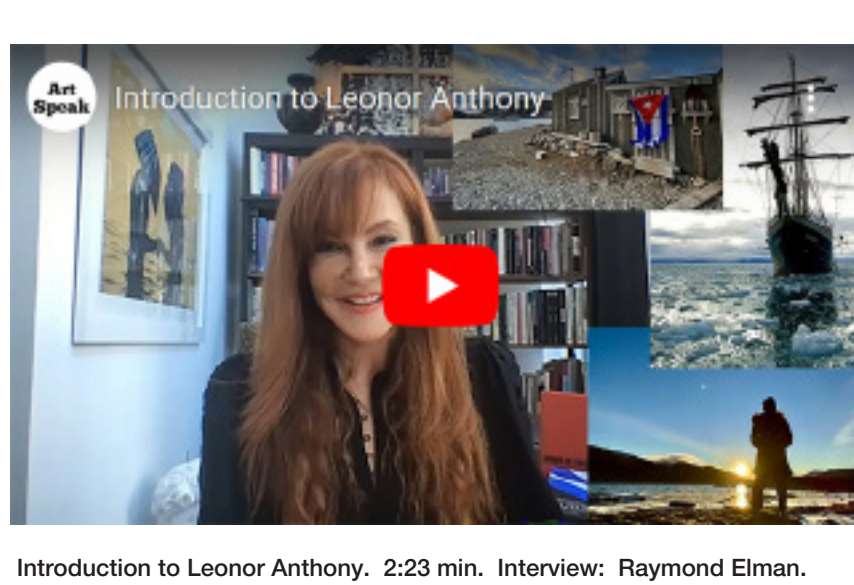 Art
Speak
Introduction to Leonor Anthony
Introduction to Leonor Anthony. 2:23 min. Interview: Raymond Elman.